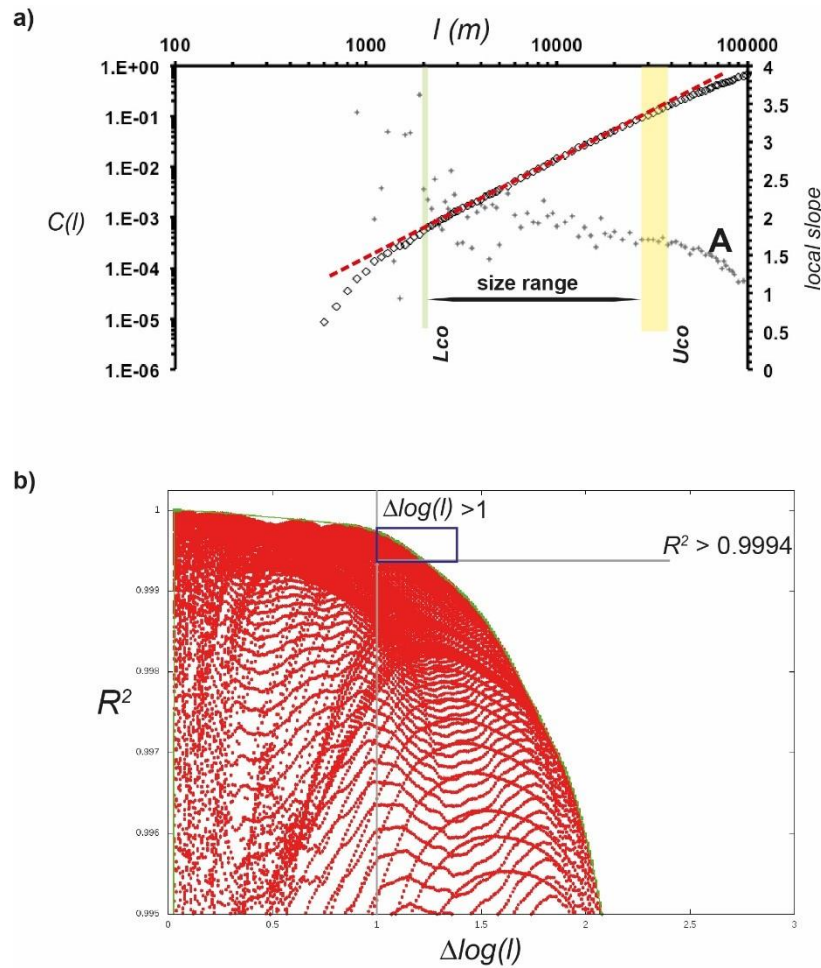 a)
l (m)
100 1000 10000 100000
1.E+00 4
1.E-01 3.5
3
1.E-02 2.5
C(l) 1.E-03 2 local slope
A
1.E-04 1.5
size range
1
1.E-05 0.5
Lco Uco
1.E-06 0
b)
1 Δlog(l) >1
R² > 0.9994
0.999
0.998
R²
0.997
0.996
0.995
0 0.5 1 1.5 2 2.5 3
Δlog(l)